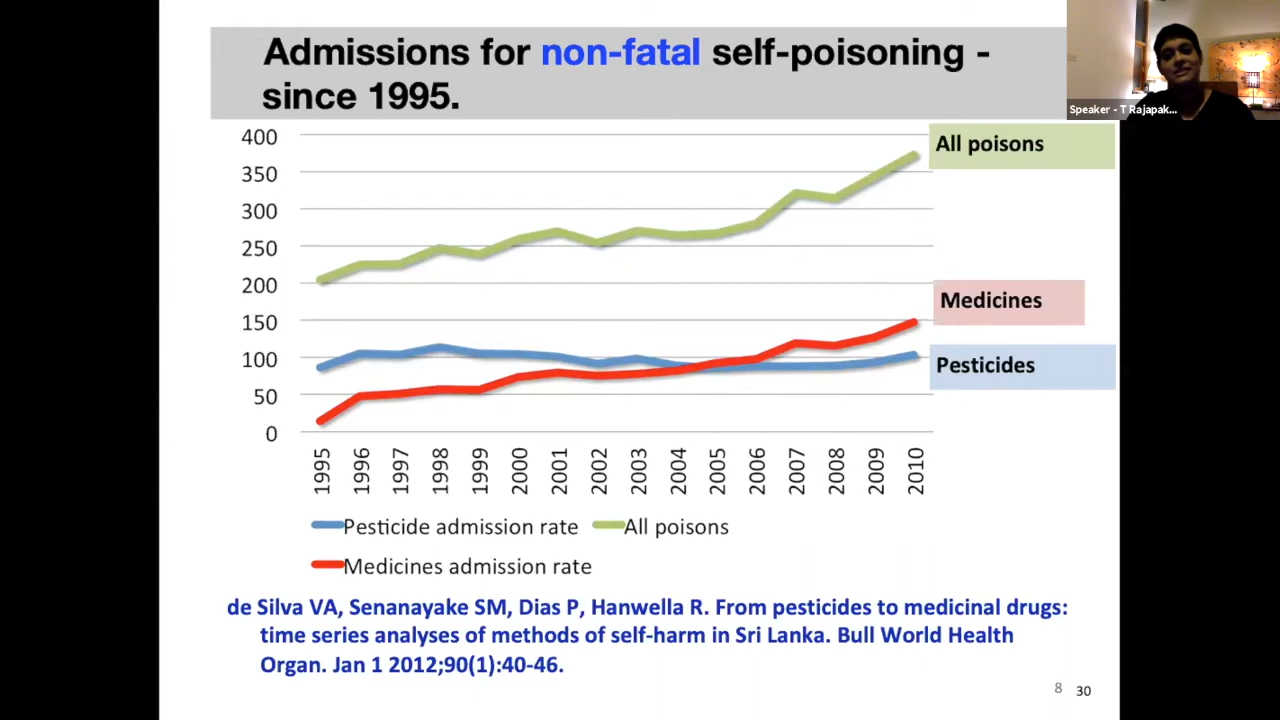 Admissions for non-fatal self-poisoning -
since 1995.
Speaker - T Rajapak...
400
350
300
250
200
150
100
50
0
All poisons
Medicines
Pesticides
1995
1996
1997
1998
1999
2000
2001
2002
2003
2004
2005
2006
2007
2008
2009
2010
Pesticide admission rate
All poisons
Medicines admission rate
de Silva VA, Senanayake SM, Dias P, Hanwella R. From pesticides to medicinal drugs:
time series analyses of methods of self-harm in Sri Lanka. Bull World Health
Organ. Jan 1 2012;90(1):40-46.
8
30